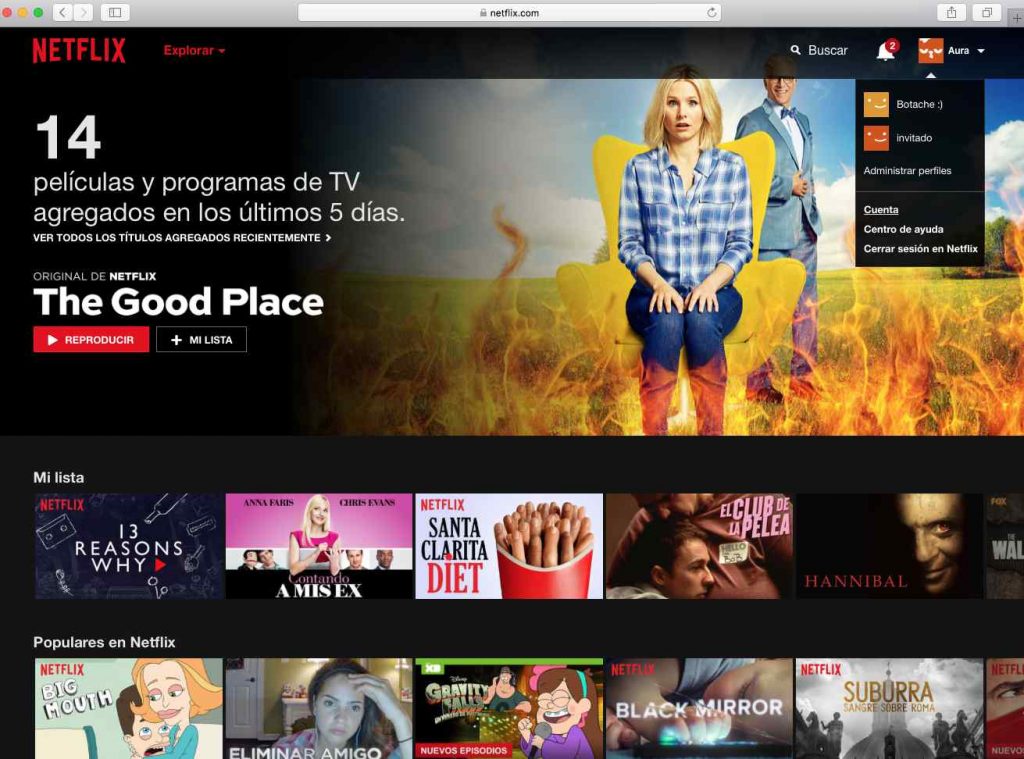 netflix.com
NETFLIX
Explorar
Buscar
2
Aura
Botache :)
invitado
Administrar perfiles
Cuenta
Centro de ayuda
Cerrar sesión en Netflix
14
películas y programas de TV
agregados en los últimos 5 días.
VER TODOS LOS TÍTULOS AGREGADOS RECIENTEMENTE
ORIGINAL DE NETFLIX
The Good Place
REPRODUCIR
+ MI LISTA
Mi lista
NETFLIX
13
REASONS
WHY
ANNA FARIS CHRIS EVANS
Contando
A MIS EX
NETFLIX
SANTA
CLARITA
DIET
EL CLUB DE
LA PELEA
HELLO
HANNIBAL
FOX
THE
WAL
Populares en Netflix
NETFLIX
BIG
MOUTH
ELIMINAR AMIGO
XD
Disney
GRAVITY
FALLS
NUEVOS EPISODIOS
NETFLIX
BLACK MIRROR
NETFLIX
SUBURRA
SANGRE SOBRE ROMA
NET
NUEVO